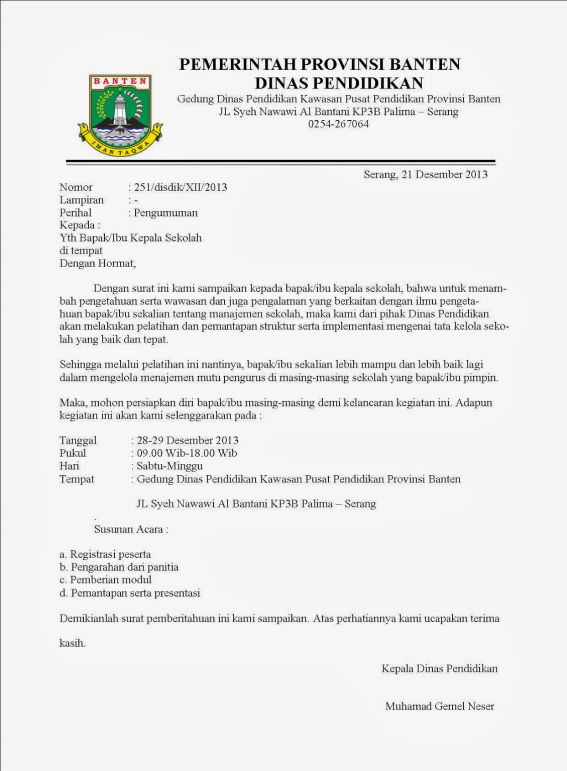 PEMERINTAH PROVINSI BANTEN
DINAS PENDIDIKAN
Gedung Dinas Pendidikan Kawasan Pusat Pendidikan Provinsi Banten
JL Syeh Nawawi Al Bantani KP3B Palima – Serang
0254-267064
BANTEN
IMAN TAQWA
Serang, 21 Desember 2013
Nomor : 251/disdik/XII/2013
Lampiran : -
Perihal : Pengumuman
Kepada :
Yth Bapak/Ibu Kepala Sekolah
di tempat
Dengan Hormat,
Dengan surat ini kami sampaikan kepada bapak/ibu kepala sekolah, bahwa untuk menam-
bah pengetahuan serta wawasan dan juga pengalaman yang berkaitan dengan ilmu pengeta-
huan bapak/ibu sekalian tentang manajemen sekolah, maka kami dari pihak Dinas Pendidikan
akan melakukan pelatihan dan pemantapan struktur serta implementasi mengenai tata kelola seko-
lah yang baik dan tepat.
Sehingga melalui pelatihan ini nantinya, bapak/ibu sekalian lebih mampu dan lebih baik lagi
dalam mengelola menajemen mutu pengurus di masing-masing sekolah yang bapak/ibu pimpin.
Maka, mohon persiapkan diri bapak/ibu masing-masing demi kelancaran kegiatan ini. Adapun
kegiatan ini akan kami selenggarakan pada :
Tanggal : 28-29 Desember 2013
Pukul : 09.00 Wib-18.00 Wib
Hari : Sabtu-Minggu
Tempat : Gedung Dinas Pendidikan Kawasan Pusat Pendidikan Provinsi Banten
JL Syeh Nawawi Al Bantani KP3B Palima – Serang
.
Susunan Acara :
a. Registrasi peserta
b. Pengarahan dari panitia
c. Pemberian modul
d. Pemantapan serta presentasi
Demikianlah surat pemberitahuan ini kami sampaikan. Atas perhatiannya kami ucapakan terima
kasih.
Kepala Dinas Pendidikan
Muhamad Gemel Neser